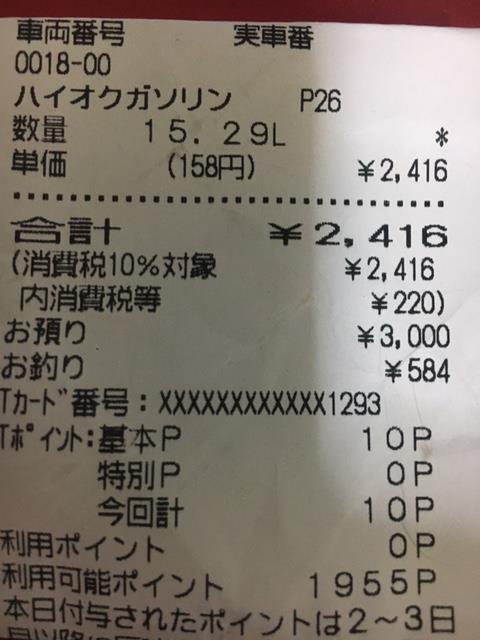 車両番号 実車番
0018-00
ハイオクガソリン P26
数量 15.29L *
単価 (158円) ¥2,416
合計 ¥2,416
(消費税10%対象 ¥2,416
内消費税等 ¥220)
お預り ¥3,000
お釣り ¥584
Tカード番号:XXXXXXXXXXXX1293
Tポイント:基本P 10P
特別P 0P
今回計 10P
利用ポイント 0P
利用可能ポイント 1955P
本日付与されたポイントは2~3日